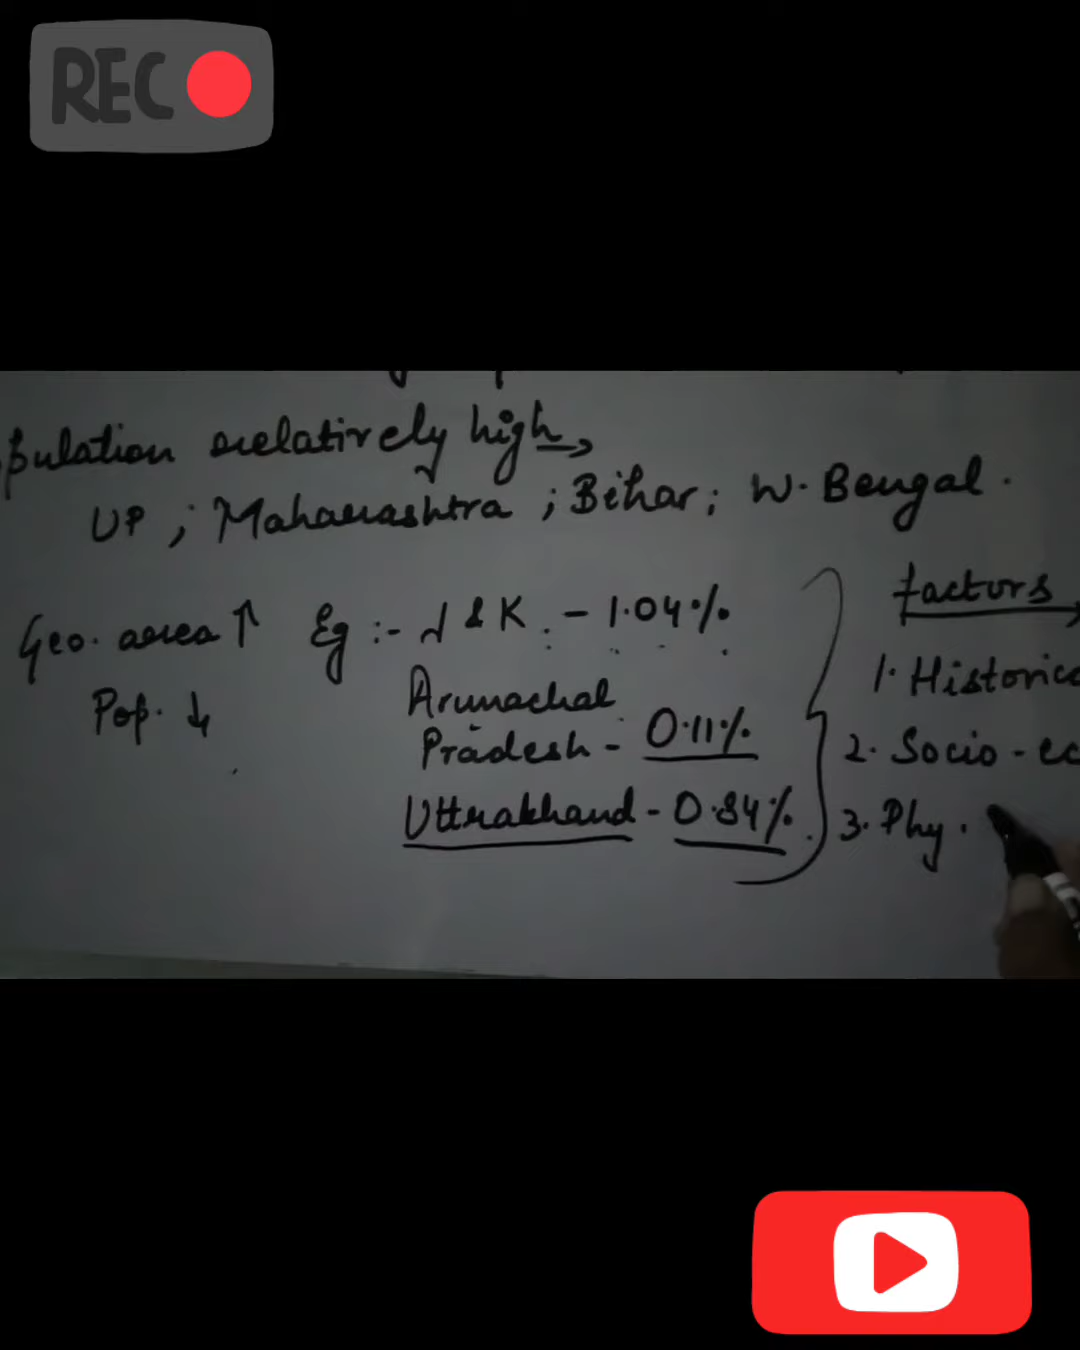 REC
pulation relatively high →
UP ; Maharashtra ; Bihar ; W. Bengal .
Geo. area ↑ Eg :- J & K . - 1.04%
Pop. ↓ Arunachal
Pradesh - 0.11%
Uttrakhand - 0.84% .
factors
1. Historica
2. Socio - ec
3. Phy .